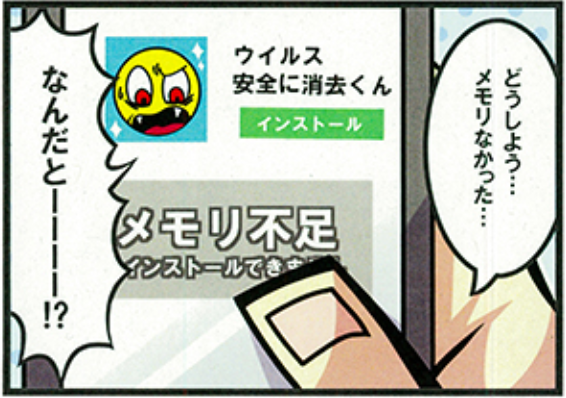 どうしよう…
メモリなかった…
ウイルス
安全に消去くん
インストール
メモリ不足
インストールできま
なんだとーーーー!?